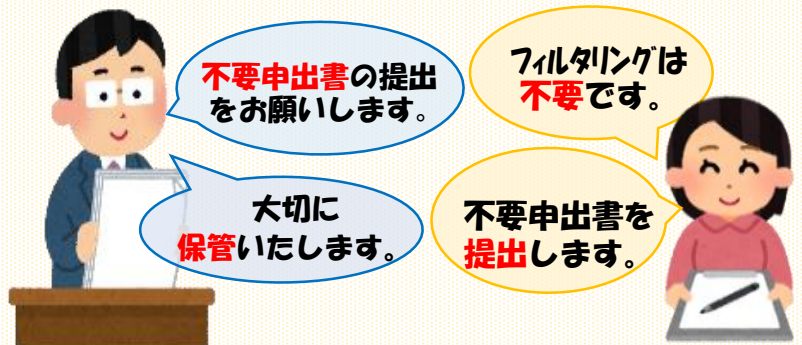 フィルタリングは
不要です。
不要申出書の提出
をお願いします。
不要申出書を
提出します。
大切に
保管いたします。